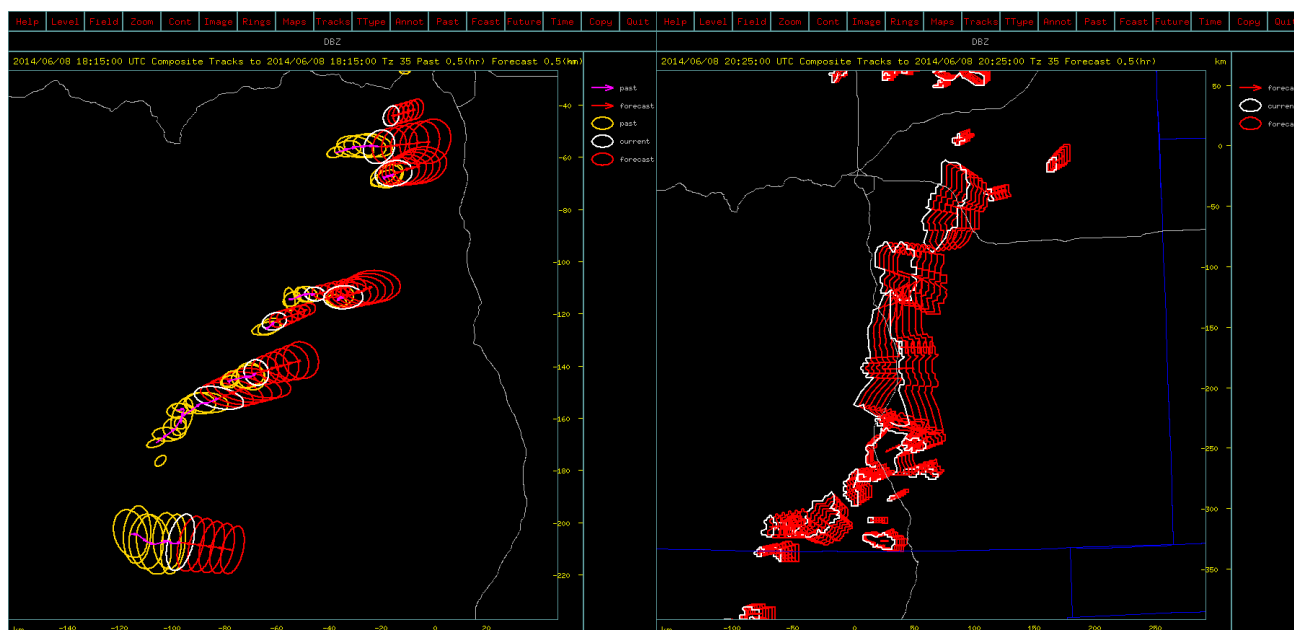 Help Level Field Zoom Cont Image Rings Maps Tracks TType Annot Past Fcast Future Time Copy Quit
DBZ
2014/06/08 18:15:00 UTC Composite Tracks to 2014/06/08 18:15:00 Tz 35 Past 0.5(hr) Forecast 0.5(hr)
km
past
forecast
past
current
forecast
-40
-60
-80
-100
-120
-140
-160
-180
-200
-220
km -140 -120 -100 -80 -60 -40 -20 0 20
Help Level Field Zoom Cont Image Rings Maps Tracks TType Annot Past Fcast Future Time Copy Quit
DBZ
2014/06/08 20:25:00 UTC Composite Tracks to 2014/06/08 20:25:00 Tz 35 Forecast 0.5(hr)
km
forecas
curren
foreca
50
0
-50
-100
-150
-200
-250
-300
-350
km -100 -50 0 50 100 150 200 250